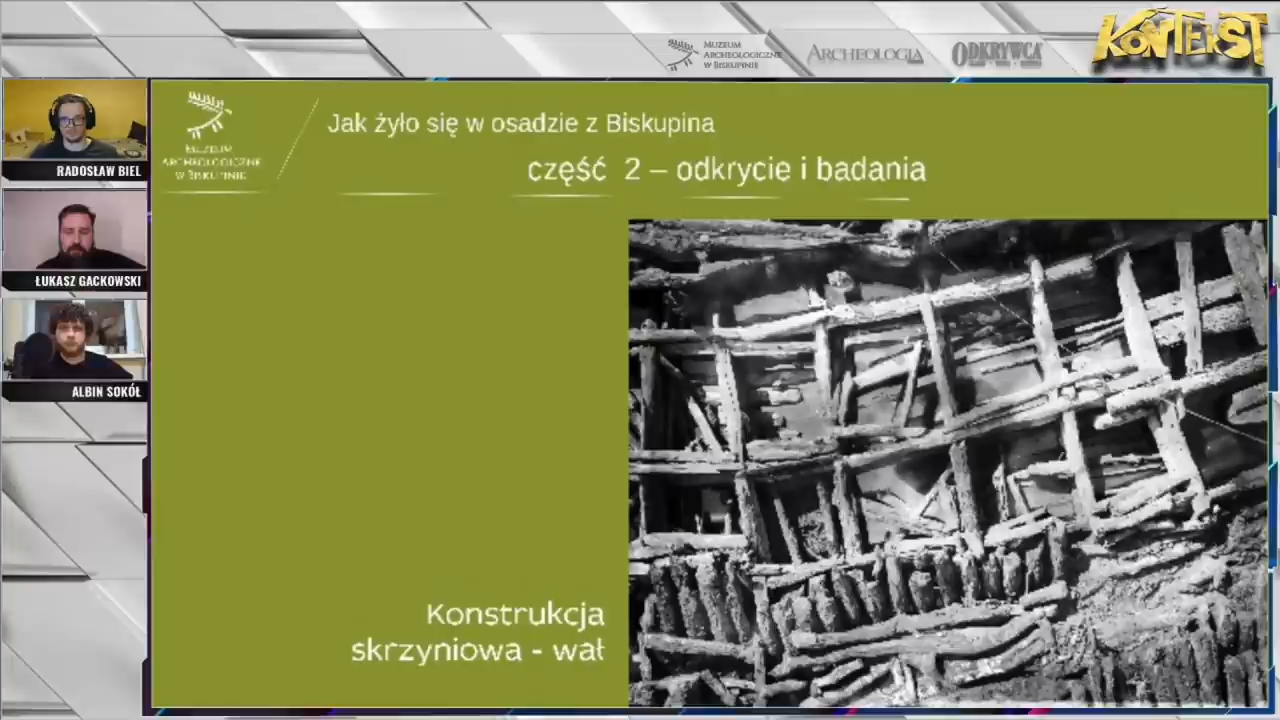 MUZEUM
ARCHEOLOGICZNE
W BISKUPINIE
ARCHEOLOGIA
ODKRYWCA
KONTEKST
RADOSŁAW BIEL
ŁUKASZ GACKOWSKI
ALBIN SOKÓŁ
MUZEUM
ARCHEOLOGICZNE
W BISKUPINIE
Jak żyło się w osadzie z Biskupina
część 2 – odkrycie i badania
Konstrukcja
skrzyniowa - wał